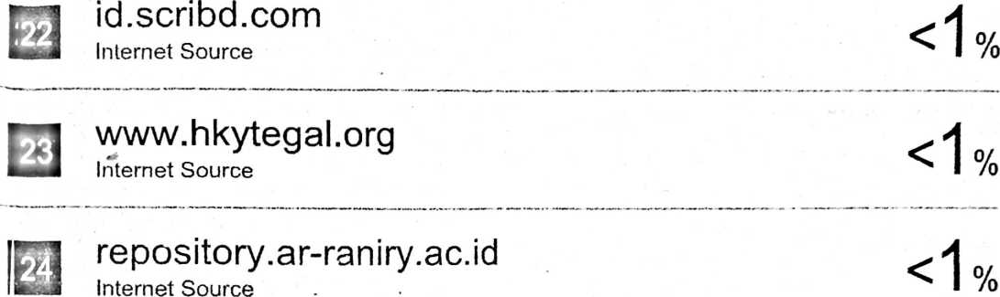 22 id.scribd.com <1%
Internet Source
23 www.hkytegal.org <1%
Internet Source
24 repository.ar-raniry.ac.id <1%
Internet Source